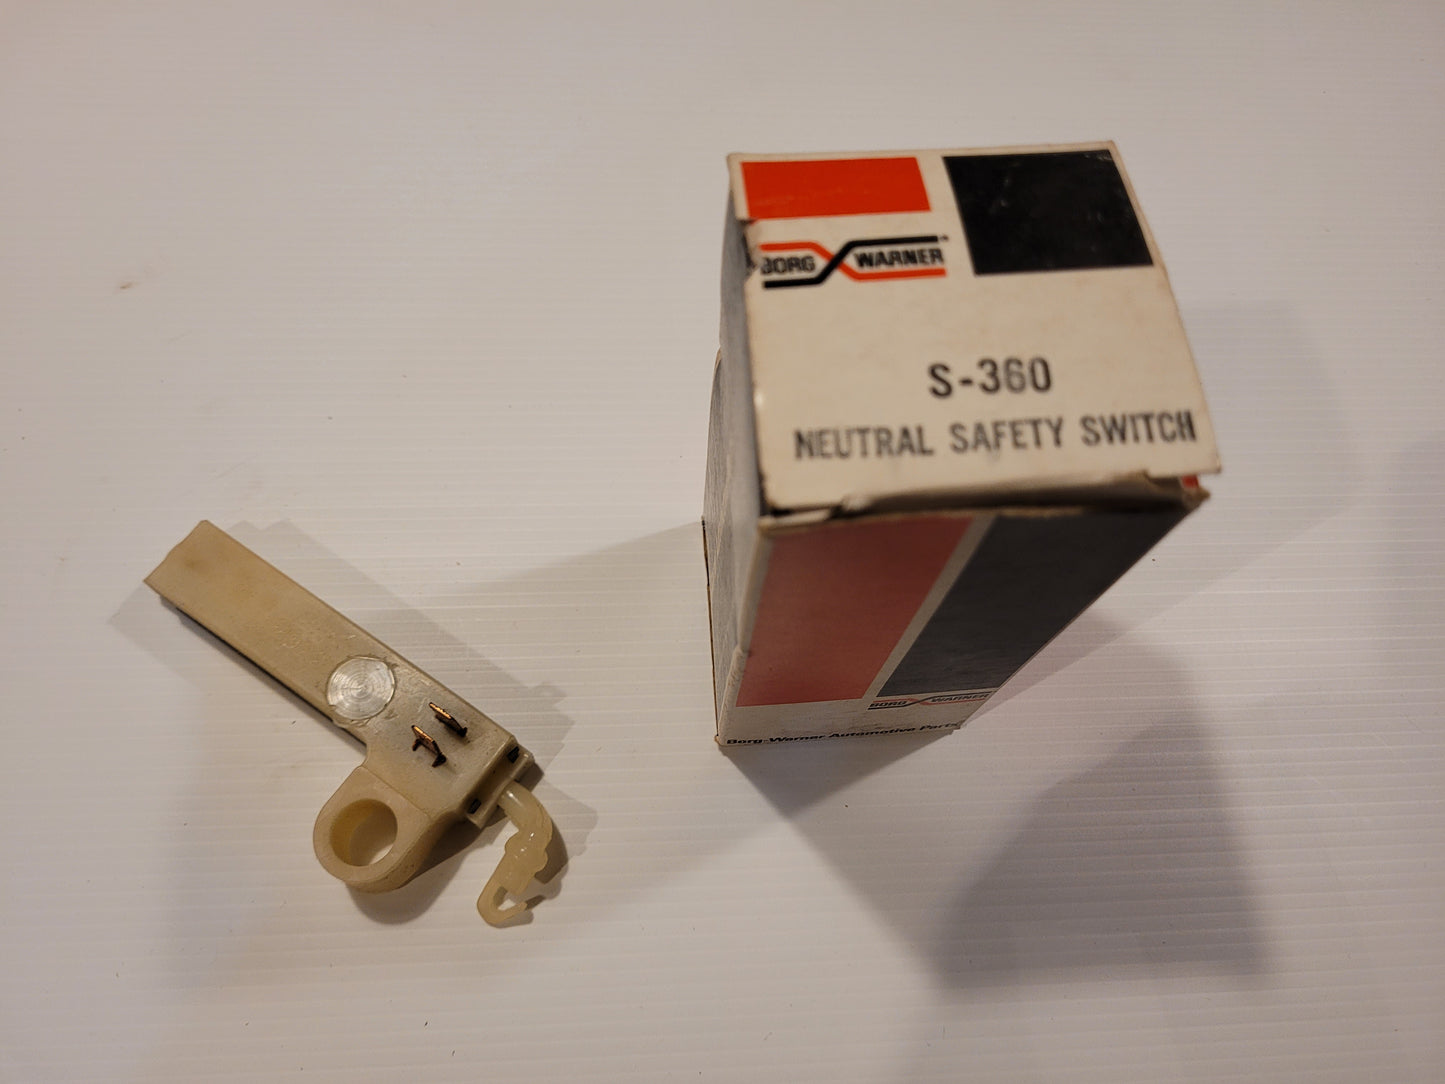 BORG WARNER
S-360
NEUTRAL SAFETY SWITCH
BORG WARNER
Borg-Warner Automotive Parts